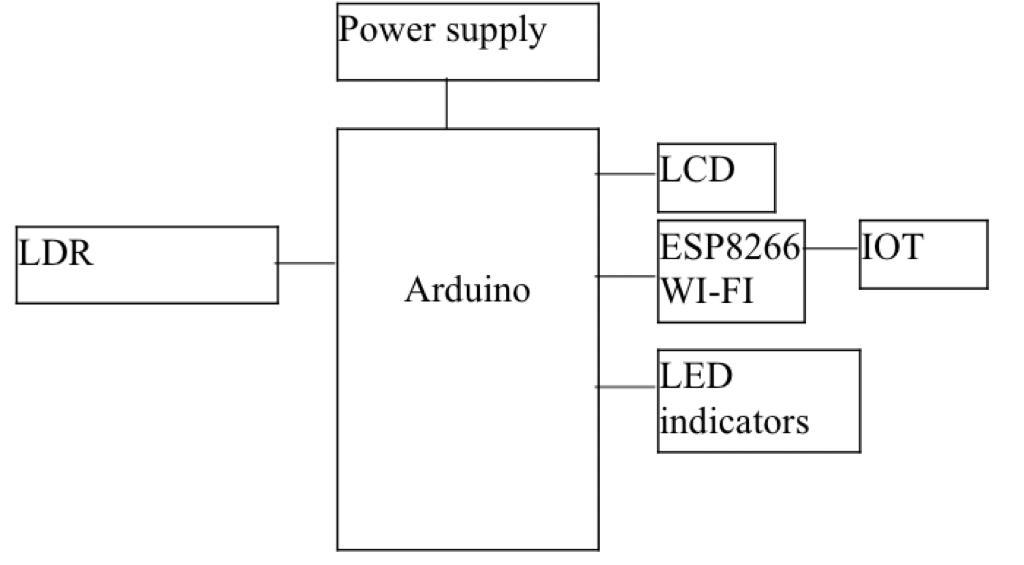 Power supply
LCD
LDR
ESP8266
WI-FI
IOT
Arduino
LED
indicators